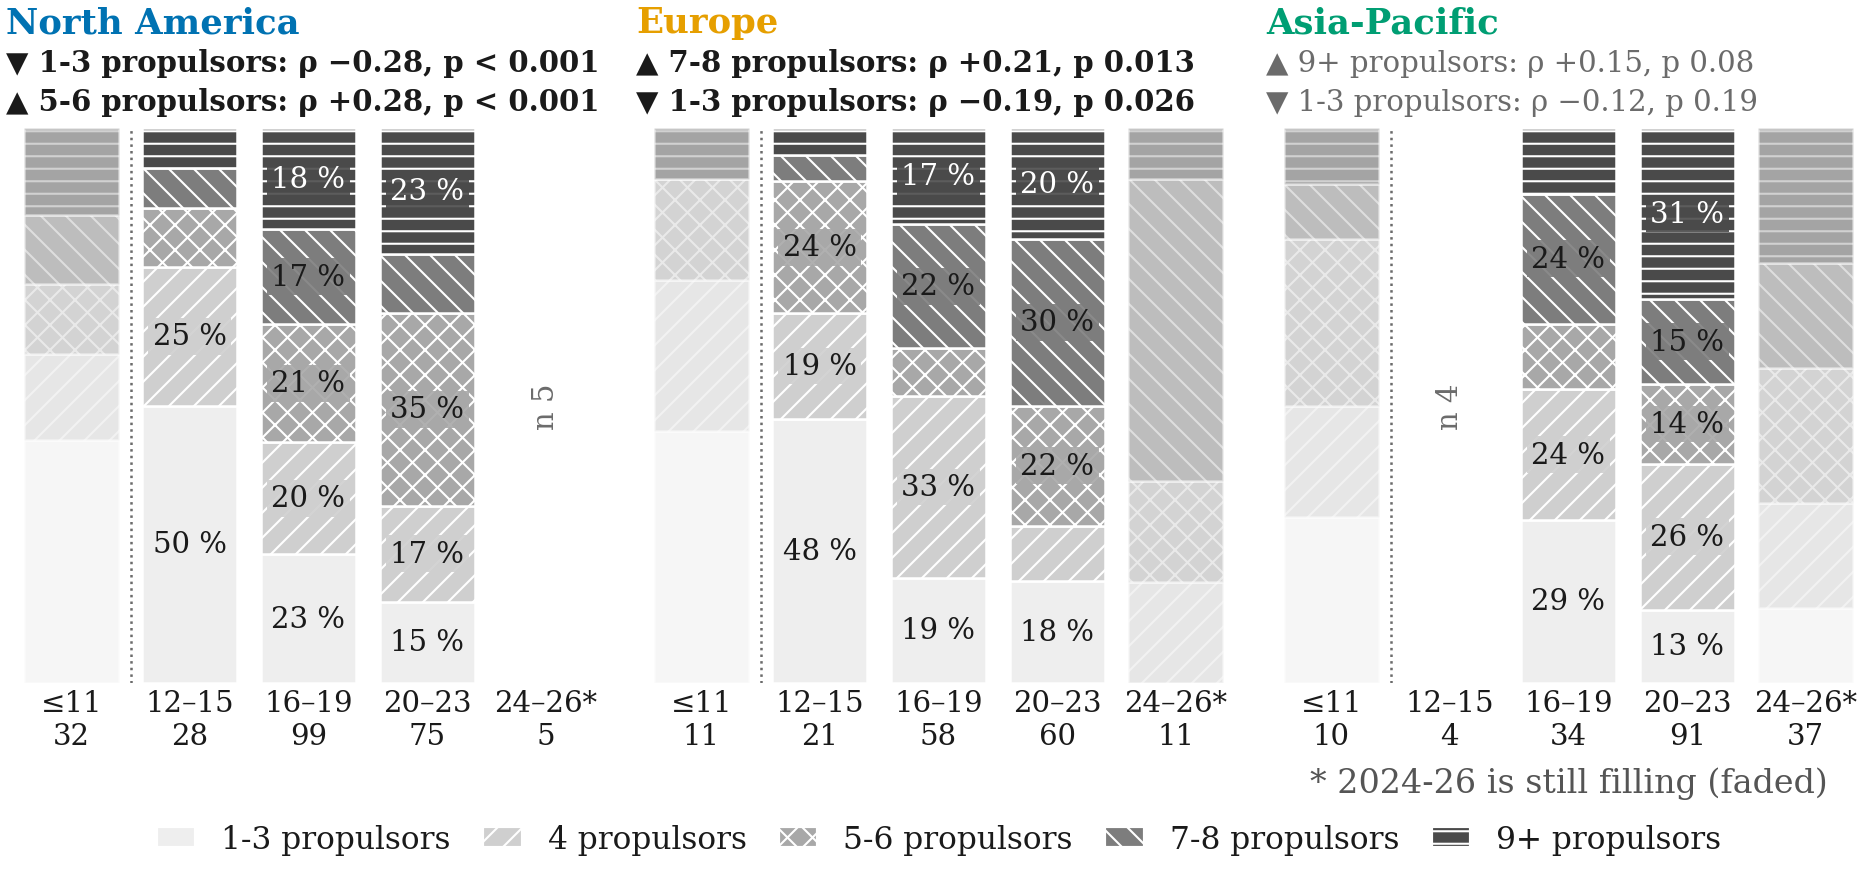 North America
▼ 1-3 propulsors: ρ −0.28, p < 0.001
▲ 5-6 propulsors: ρ +0.28, p < 0.001
Europe
▲ 7-8 propulsors: ρ +0.21, p 0.013
▼ 1-3 propulsors: ρ −0.19, p 0.026
Asia-Pacific
▲ 9+ propulsors: ρ +0.15, p 0.08
▼ 1-3 propulsors: ρ −0.12, p 0.19
25 %
50 %
18 %
17 %
21 %
20 %
23 %
23 %
35 %
17 %
15 %
n 5
≤11 12–15 16–19 20–23 24–26*
32 28 99 75 5
24 %
19 %
48 %
17 %
22 %
33 %
19 %
20 %
30 %
22 %
18 %
≤11 12–15 16–19 20–23 24–26*
11 21 58 60 11
n 4
24 %
24 %
29 %
31 %
15 %
14 %
26 %
13 %
≤11 12–15 16–19 20–23 24–26*
10 4 34 91 37
* 2024-26 is still filling (faded)
1-3 propulsors 4 propulsors 5-6 propulsors 7-8 propulsors 9+ propulsors